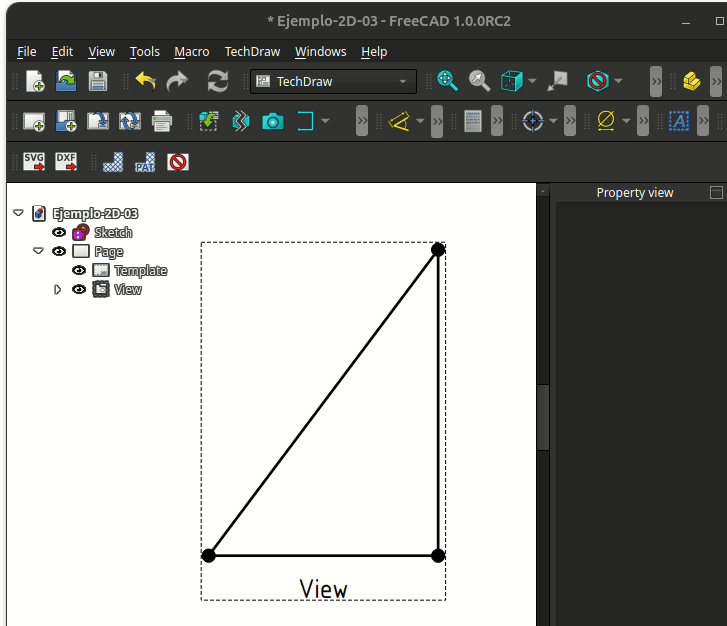 * Ejemplo-2D-03 - FreeCAD 1.0.0RC2
File Edit View Tools Macro TechDraw Windows Help
TechDraw
A
SVG DXF PAT
Property view
Ejemplo-2D-03
Sketch
Page
Template
View
View